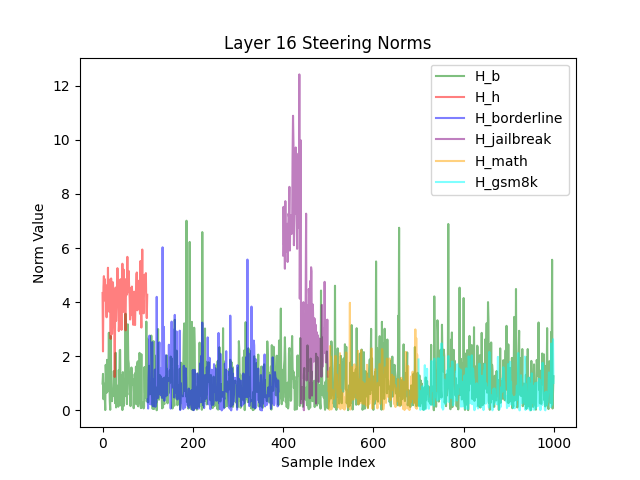 Layer 16 Steering Norms
Norm Value
12
10
8
6
4
2
0
H_b
H_h
H_borderline
H_jailbreak
H_math
H_gsm8k
0
200
400
600
800
1000
Sample Index